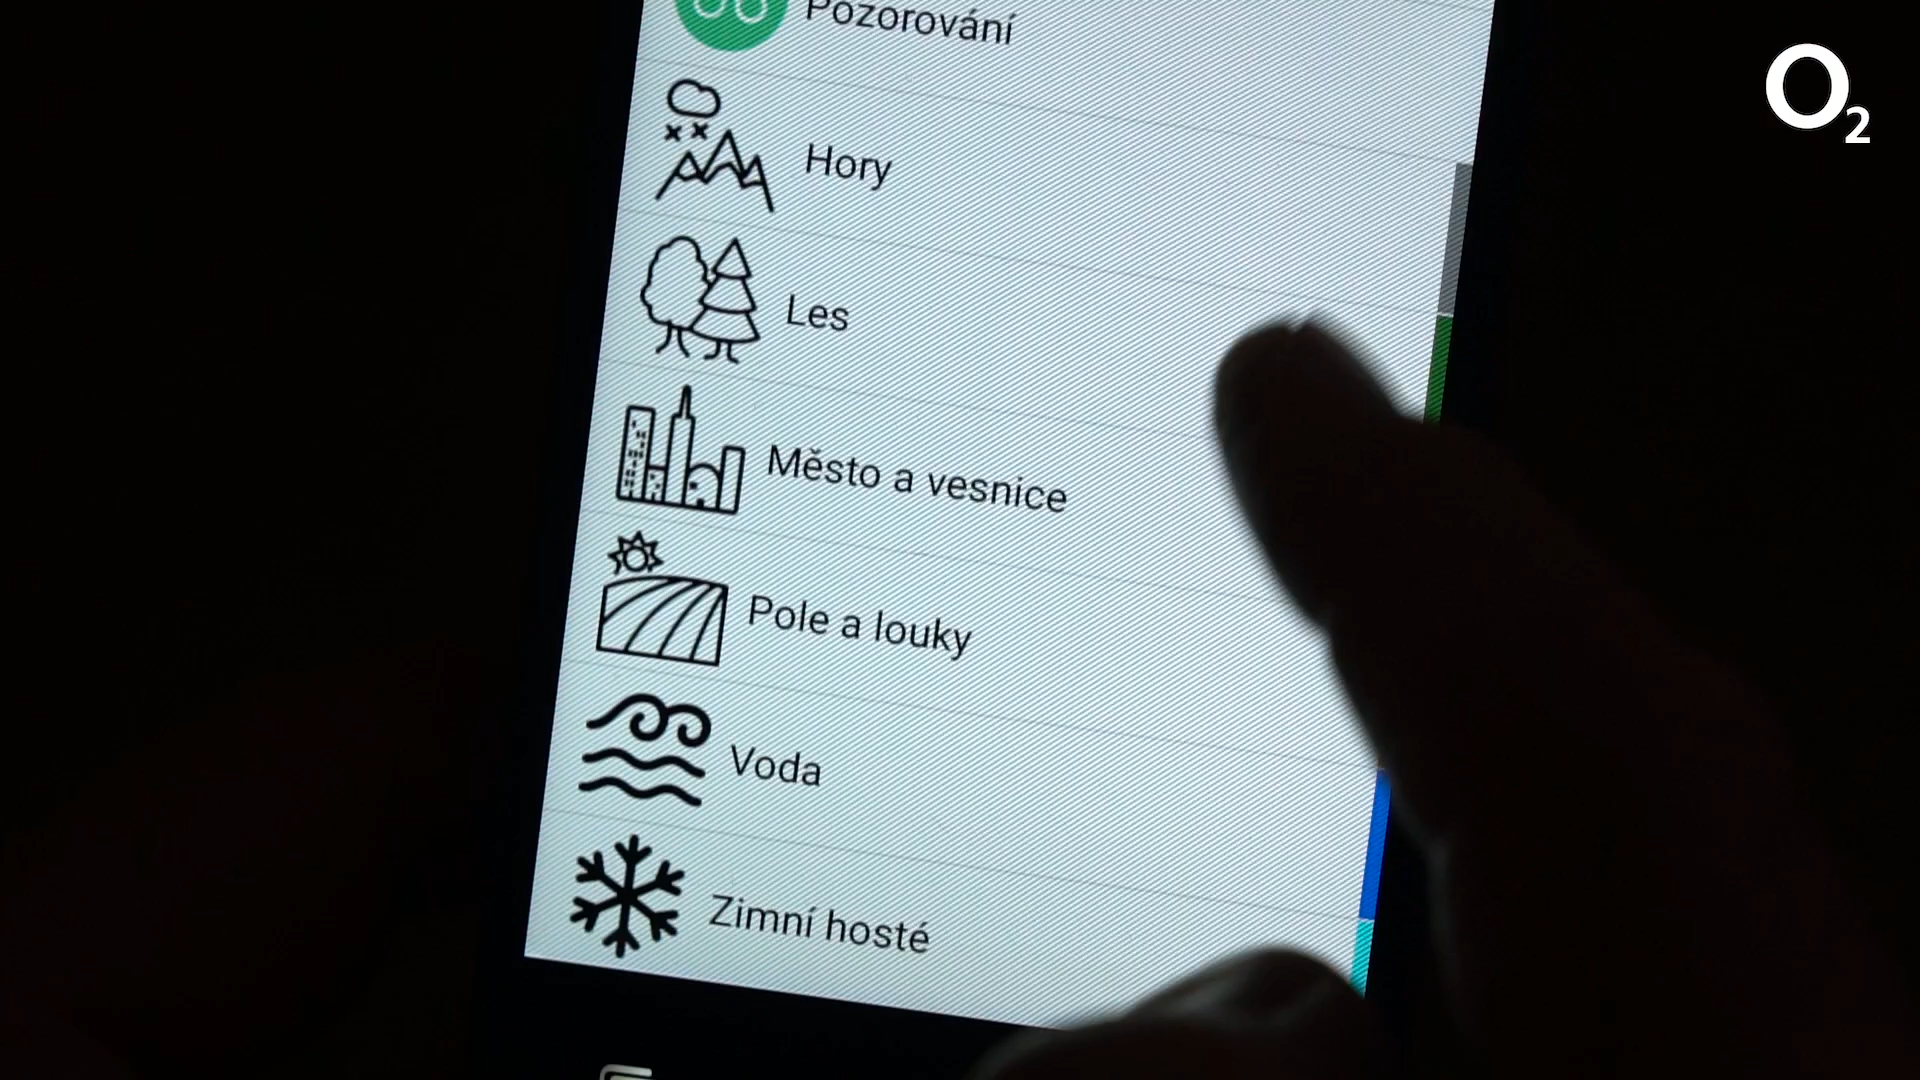 Pozorování
O2
Hory
Les
Město a vesnice
Pole a louky
Voda
Zimní hosté